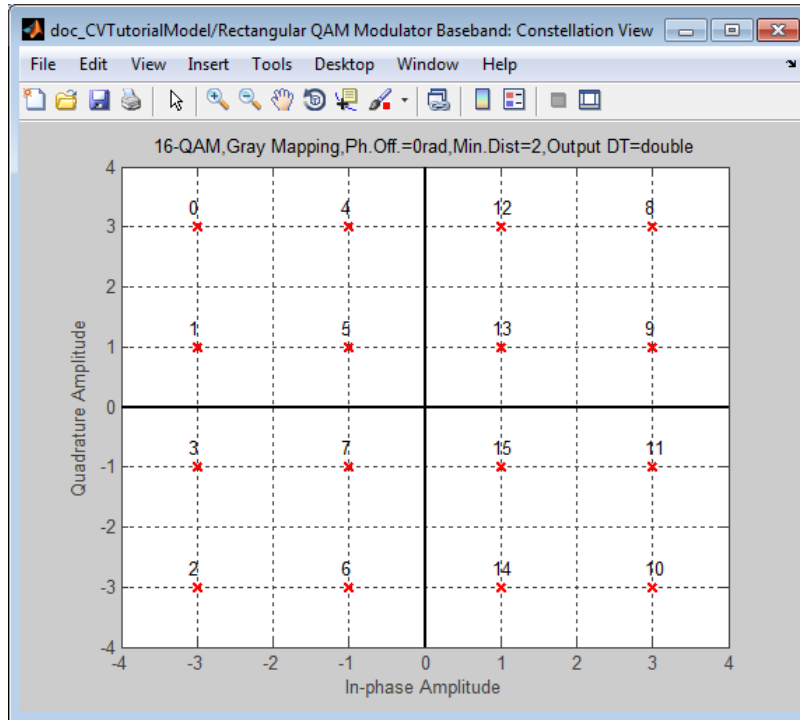 doc_CVTutorialModel/Rectangular QAM Modulator Baseband: Constellation View
File Edit View Insert Tools Desktop Window Help
16-QAM,Gray Mapping,Ph.Off.=0rad,Min.Dist=2,Output DT=double
4
0 4 12 8
3
2
1 5 13 9
1
0
3 7 15 11
-1
-2
2 6 14 10
-3
-4
-4 -3 -2 -1 0 1 2 3 4
Quadrature Amplitude
In-phase Amplitude